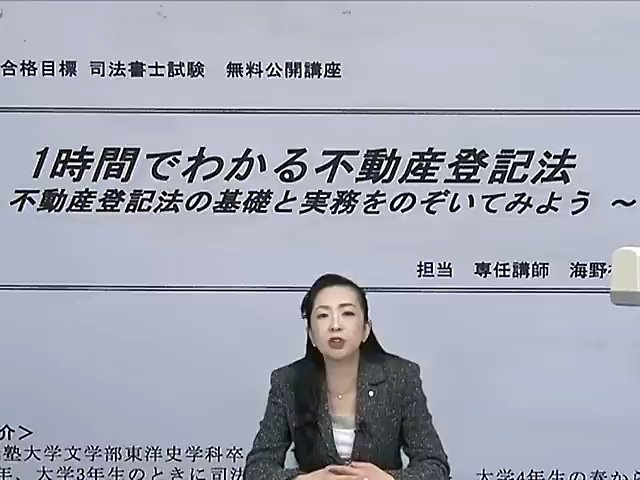 合格目標 司法書士試験 無料公開講座
1時間でわかる不動産登記法
不動産登記法の基礎と実務をのぞいてみよう ～
担当 専任講師 海野
介＞
塾大学文学部東洋史学科卒
年、大学3年生のときに司法 、大学4年生の春から